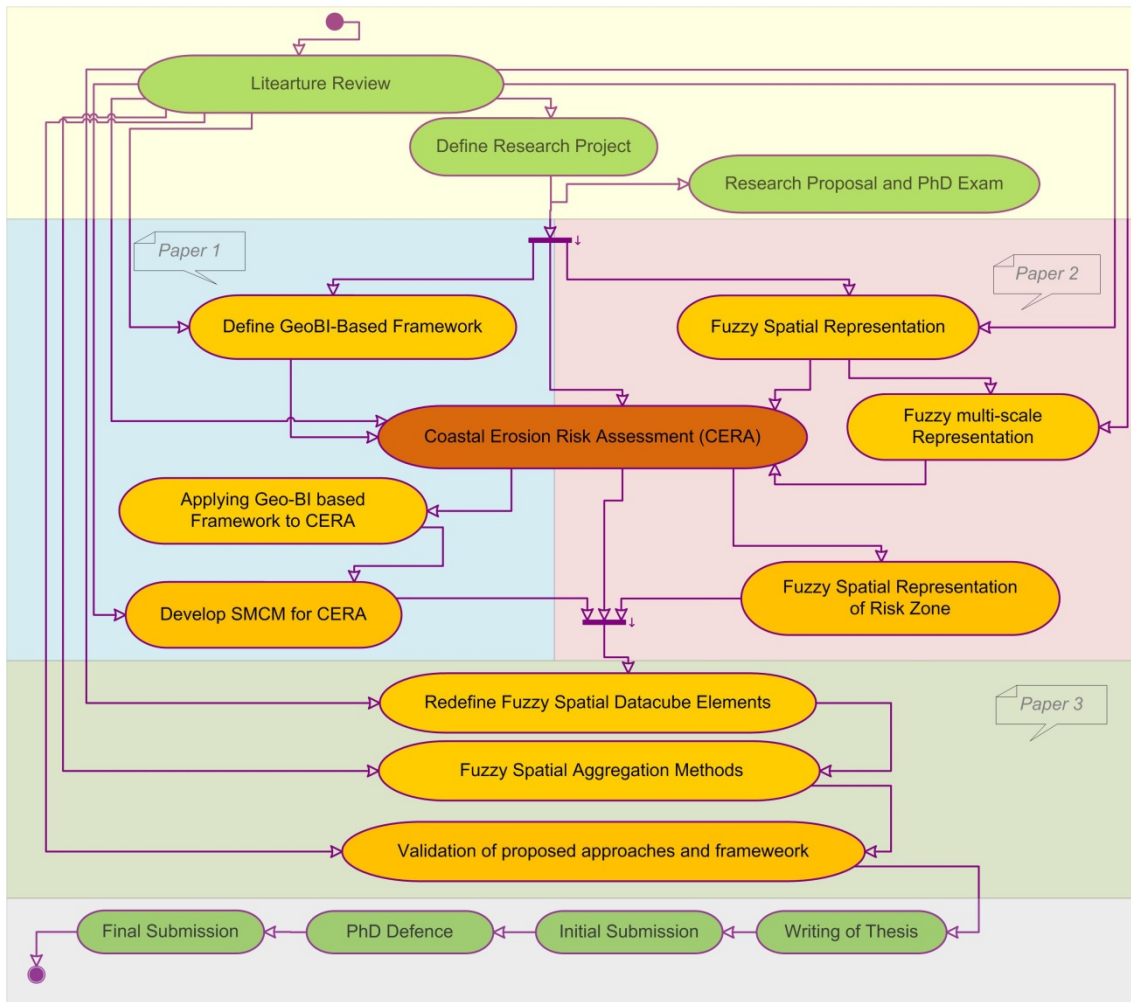 Litearture Review
Define Research Project
Research Proposal and PhD Exam
Paper 1
Paper 2
Define GeoBI-Based Framework
Fuzzy Spatial Representation
Fuzzy multi-scale
Representation
Coastal Erosion Risk Assessment (CERA)
Applying Geo-BI based
Framework to CERA
Develop SMCM for CERA
Fuzzy Spatial Representation
of Risk Zone
Redefine Fuzzy Spatial Datacube Elements
Paper 3
Fuzzy Spatial Aggregation Methods
Validation of proposed approaches and frameweork
Final Submission
PhD Defence
Initial Submission
Writing of Thesis